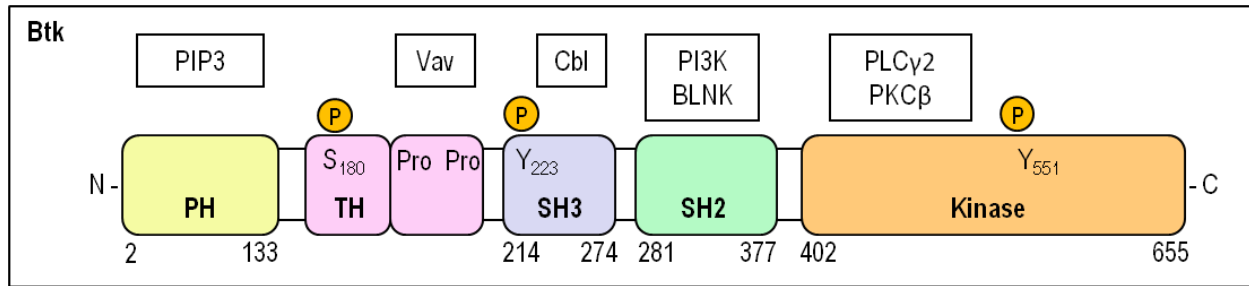 Btk
PIP3
Vav
Cbl
PI3K
BLNK
PLCγ2
PKCβ
P
P
P
S180
Pro Pro
Y223
Y551
N -
PH
TH
SH3
SH2
Kinase
- C
2
133
214
274
281
377
402
655